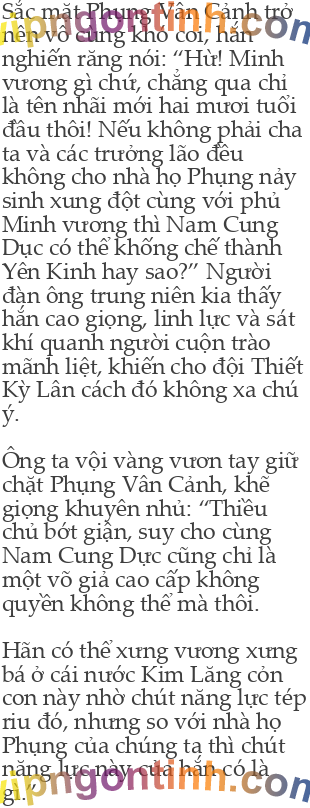 Sắc mặt Phụng Vân Cảnh trở
nên vô cùng khó coi, hắn
nghiến răng nói: “Hừ! Minh
vương gì chứ, chẳng qua chỉ
là tên nhãi mới hai mươi tuổi
đầu thôi! Nếu không phải cha
ta và các trưởng lão đều
không cho nhà họ Phụng nảy
sinh xung đột cùng với phủ
Minh vương thì Nam Cung
Dục có thể khống chế thành
Yên Kinh hay sao?” Người
đàn ông trung niên kia thấy
hắn cao giọng, linh lực và sát
khí quanh người cuộn trào
mãnh liệt, khiến cho đội Thiết
Kỳ Lân cách đó không xa chú
ý.
Ông ta vội vàng vươn tay giữ
chặt Phụng Vân Cảnh, khẽ
giọng khuyên nhủ: “Thiếu
chủ bớt giận, suy cho cùng
Nam Cung Dực cũng chỉ là
một võ giả cao cấp không
quyền không thế mà thôi.
Hãn có thể xưng vương xưng
bá ở cái nước Kim Lăng cỏn
con này nhờ chút năng lực tép
riu đó, nhưng so với nhà họ
Phụng của chúng ta thì chút
năng lực này của hắn có là
gì.”
vipngontinh.com
vipngontinh.com